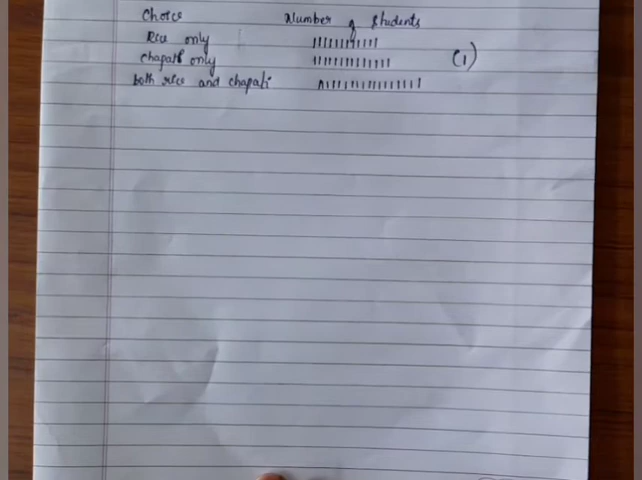 Choice Number of Students
Rice only ||||||||||||
Chapati only ||||||||||||||
(1)
both rice and chapati |||||||||||||||||